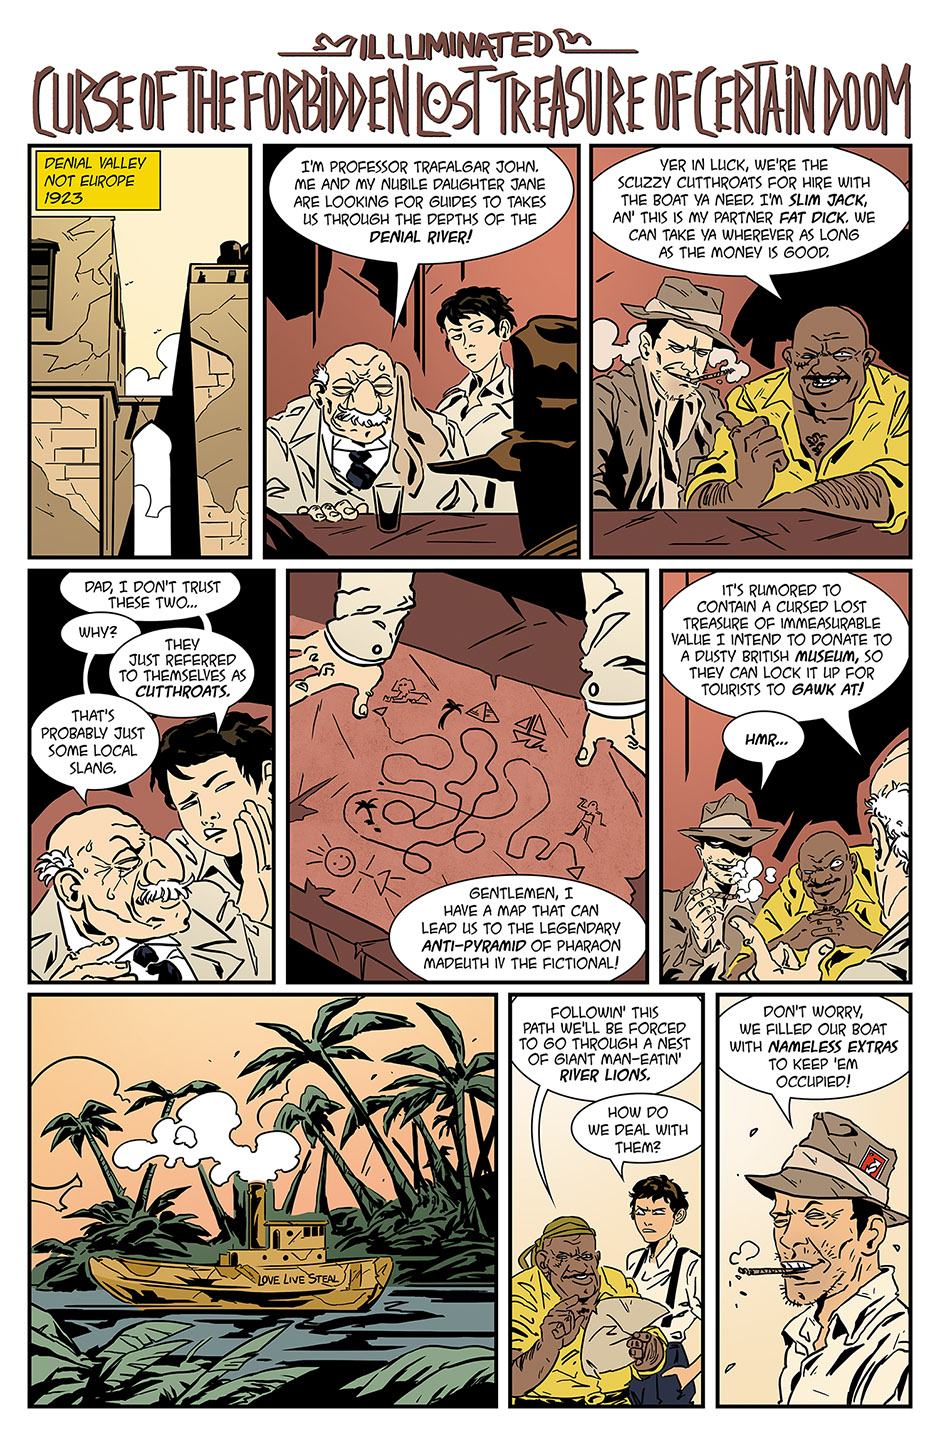 ILLUMINATED
CURSE OF THE FORBIDDEN LOST TREASURE OF CERTAIN DOOM
DENIAL VALLEY
NOT EUROPE
1923
I'M PROFESSOR TRAFALGAR JOHN.
ME AND MY NUBILE DAUGHTER JANE
ARE LOOKING FOR GUIDES TO TAKES
US THROUGH THE DEPTHS OF THE
DENIAL RIVER!
YER IN LUCK, WE'RE THE
SCUZZY CUTTHROATS FOR HIRE WITH
THE BOAT YA NEED. I'M SLIM JACK,
AN' THIS IS MY PARTNER FAT DICK. WE
CAN TAKE YA WHEREVER AS LONG
AS THE MONEY IS GOOD.
DAD, I DON'T TRUST
THESE TWO...
WHY?
THEY
JUST REFERRED
TO THEMSELVES AS
CUTTHROATS.
THAT'S
PROBABLY JUST
SOME LOCAL
SLANG.
GENTLEMEN, I
HAVE A MAP THAT CAN
LEAD US TO THE LEGENDARY
ANTI-PYRAMID OF PHARAOH
MADEUTH IV THE FICTIONAL!
IT'S RUMORED TO
CONTAIN A CURSED LOST
TREASURE OF IMMEASURABLE
VALUE I INTEND TO DONATE TO
A DUSTY BRITISH MUSEUM, SO
THEY CAN LOCK IT UP FOR
TOURISTS TO GAWK AT!
HMR...
LOVE LIVE STEAL
FOLLOWIN' THIS
PATH WE'LL BE FORCED
TO GO THROUGH A NEST
OF GIANT MAN-EATIN'
RIVER LIONS.
HOW DO
WE DEAL WITH
THEM?
DON'T WORRY,
WE FILLED OUR BOAT
WITH NAMELESS EXTRAS
TO KEEP 'EM
OCCUPIED!